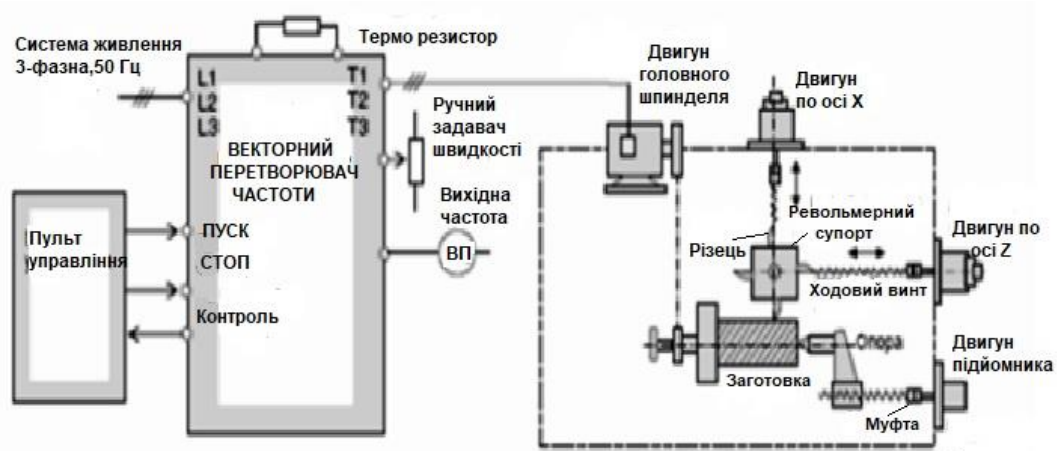 Система живлення
3-фазна,50 Гц
Термо резистор
L1
L2
L3
T1
T2
T3
ВЕКТОРНИЙ
ПЕРЕТВОРЮВАЧ
ЧАСТОТИ
Ручний
задавач
швидкості
Вихідна
частота
ВП
Пульт
управління
ПУСК
СТОП
Контроль
Двигун
головного
шпинделя
Двигун
по осі X
Револьмерний
супорт
Різець
Двигун по
осі Z
Ходовий винт
Опора
Заготовка
Двигун
підйомника
Муфта